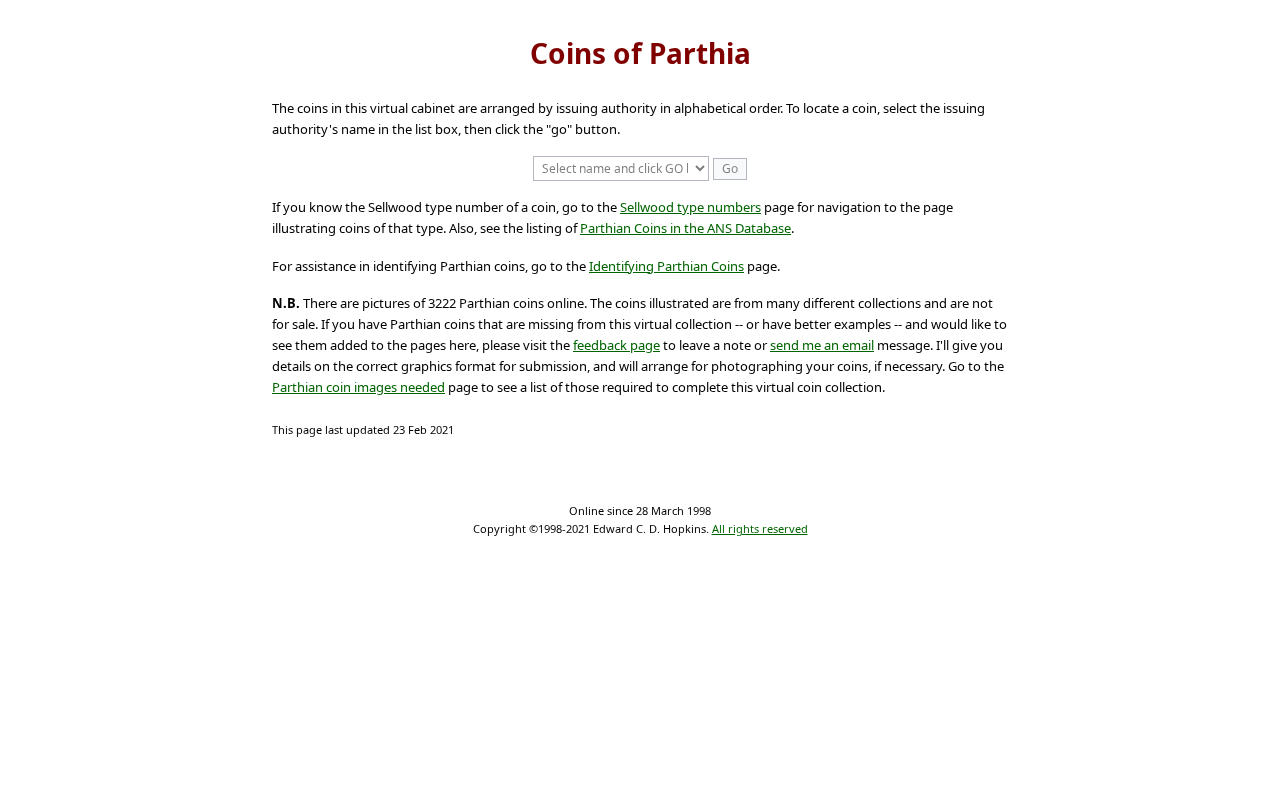 Coins of Parthia
The coins in this virtual cabinet are arranged by issuing authority in alphabetical order. To locate a coin, select the issuing
authority's name in the list box, then click the "go" button.
Select name and click GO
Go
If you know the Sellwood type number of a coin, go to the Sellwood type numbers page for navigation to the page
illustrating coins of that type. Also, see the listing of Parthian Coins in the ANS Database.
For assistance in identifying Parthian coins, go to the Identifying Parthian Coins page.
N.B. There are pictures of 3222 Parthian coins online. The coins illustrated are from many different collections and are not
for sale. If you have Parthian coins that are missing from this virtual collection -- or have better examples -- and would like to
see them added to the pages here, please visit the feedback page to leave a note or send me an email message. I'll give you
details on the correct graphics format for submission, and will arrange for photographing your coins, if necessary. Go to the
Parthian coin images needed page to see a list of those required to complete this virtual coin collection.
This page last updated 23 Feb 2021
Online since 28 March 1998
Copyright ©1998-2021 Edward C. D. Hopkins. All rights reserved